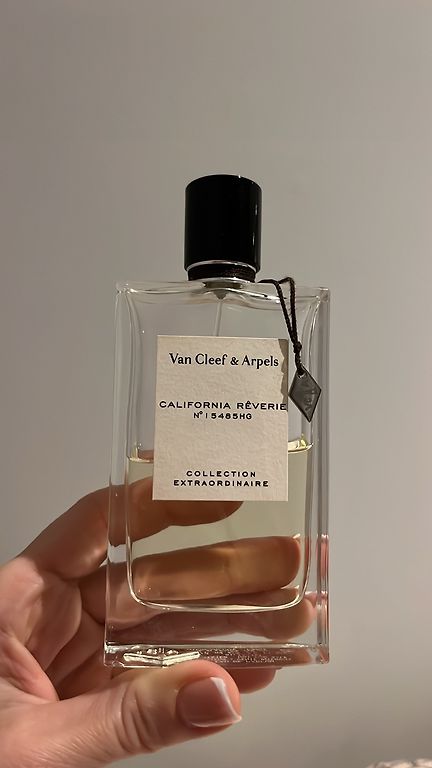 Van Cleef & Arpels
CALIFORNIA RÊVERIE
N° 15485HG
COLLECTION
EXTRAORDINAIRE